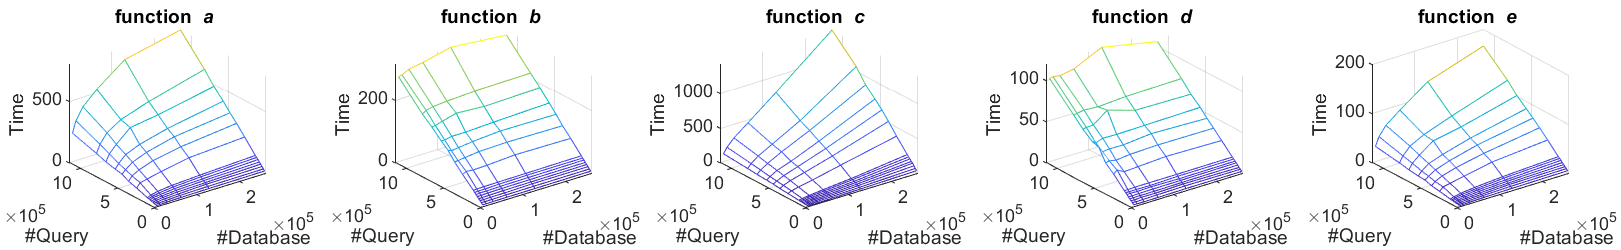 function a
Time
500
0
10
5
0
×10^5
#Query
0
1
2
×10^5
#Database
function b
Time
200
0
10
5
0
×10^5
#Query
0
1
2
×10^5
#Database
function c
Time
1000
500
0
10
5
0
×10^5
#Query
0
1
2
×10^5
#Database
function d
Time
100
50
0
10
5
0
×10^5
#Query
0
1
2
×10^5
#Database
function e
Time
200
100
0
10
5
0
×10^5
#Query
0
1
2
×10^5
#Database